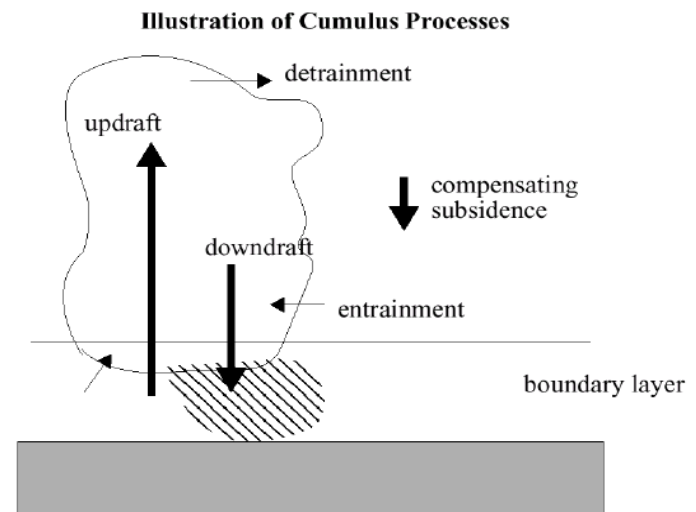 Illustration of Cumulus Processes
detrainment
updraft
compensating
subsidence
downdraft
entrainment
boundary layer